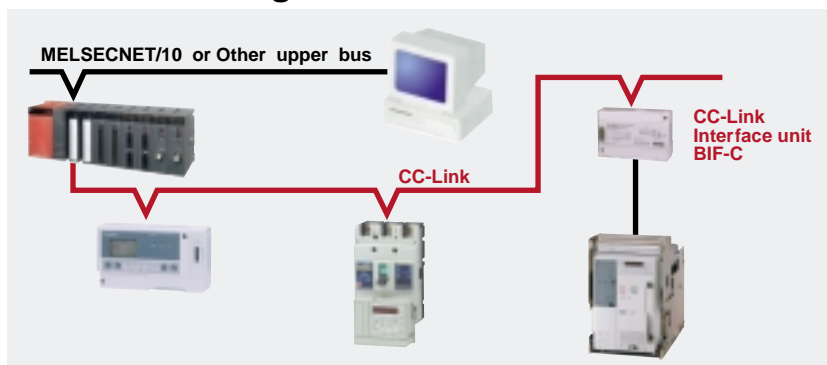 MELSECNET/10 or Other upper bus
CC-Link
Interface unit
BIF-C
CC-Link